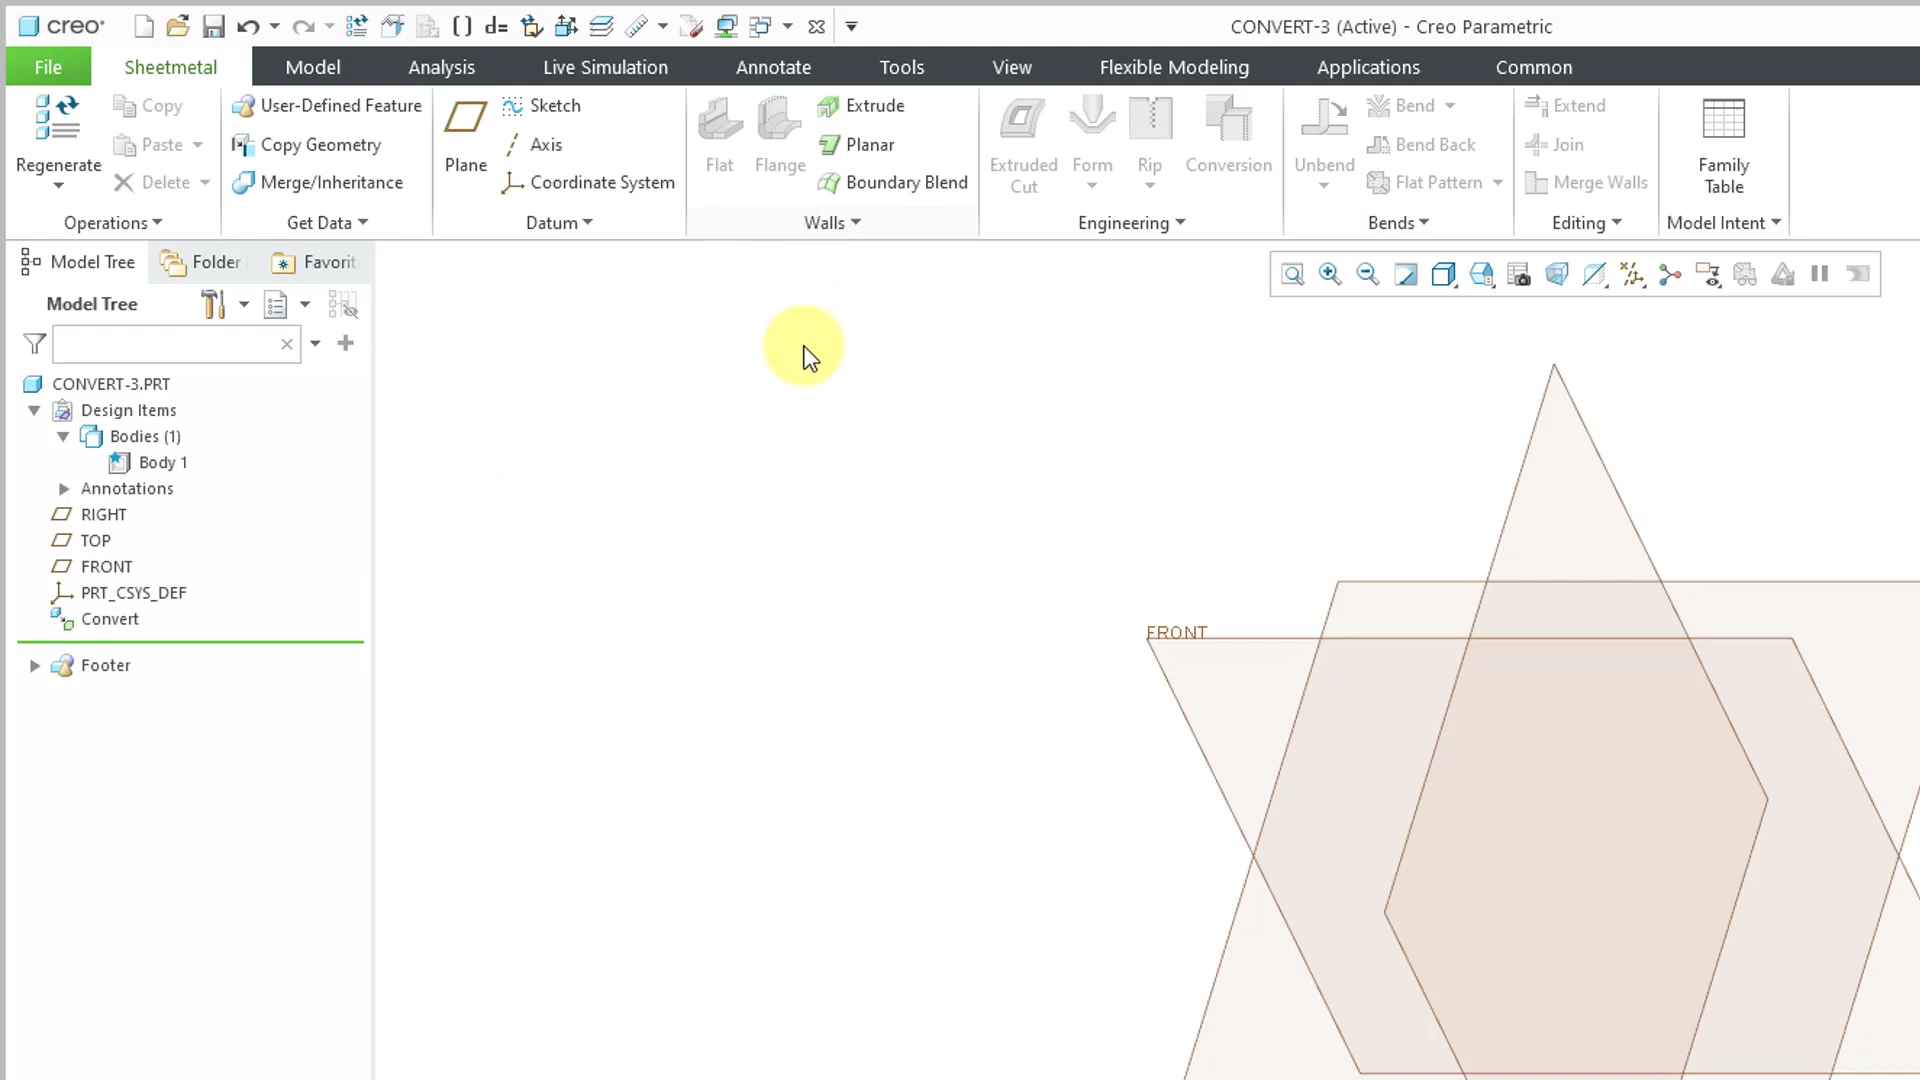 creo
d=
CONVERT-3 (Active) - Creo Parametric
File
Sheetmetal
Model
Analysis
Live Simulation
Annotate
Tools
View
Flexible Modeling
Applications
Common
Regenerate
Copy
Paste
Delete
Operations
User-Defined Feature
Copy Geometry
Merge/Inheritance
Get Data
Plane
Sketch
Axis
Coordinate System
Datum
Flat
Flange
Extrude
Planar
Boundary Blend
Walls
Extruded
Cut
Form
Rip
Conversion
Engineering
Unbend
Bend
Bend Back
Flat Pattern
Bends
Extend
Join
Merge Walls
Editing
Family
Table
Model Intent
Model Tree
Folder
Favorit
Model Tree
CONVERT-3.PRT
Design Items
Bodies (1)
Body 1
Annotations
RIGHT
TOP
FRONT
PRT_CSYS_DEF
Convert
Footer
FRONT